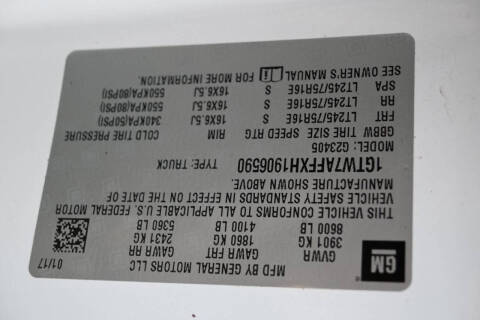 GM
MFD BY GENERAL MOTORS LLC 01/17
GVWR GAWR FRT GAWR RR
3901 KG 1860 KG 2431 KG
8600 LB 4100 LB 5360 LB
THIS VEHICLE CONFORMS TO ALL APPLICABLE U.S. FEDERAL MOTOR
VEHICLE SAFETY STANDARDS IN EFFECT ON THE DATE OF
MANUFACTURE SHOWN ABOVE.
1GTW7AFFXH1906590 TYPE: TRUCK
MODEL: G23405
GBBW TIRE SIZE SPEED RTG RIM COLD TIRE PRESSURE
FRT LT245/75R16E S 16X6.5J 340KPA(50PSI)
RR LT245/75R16E S 16X6.5J 550KPA(80PSI)
SPA LT245/75R16E S 16X6.5J 550KPA(80PSI)
SEE OWNER'S MANUAL FOR MORE INFORMATION.